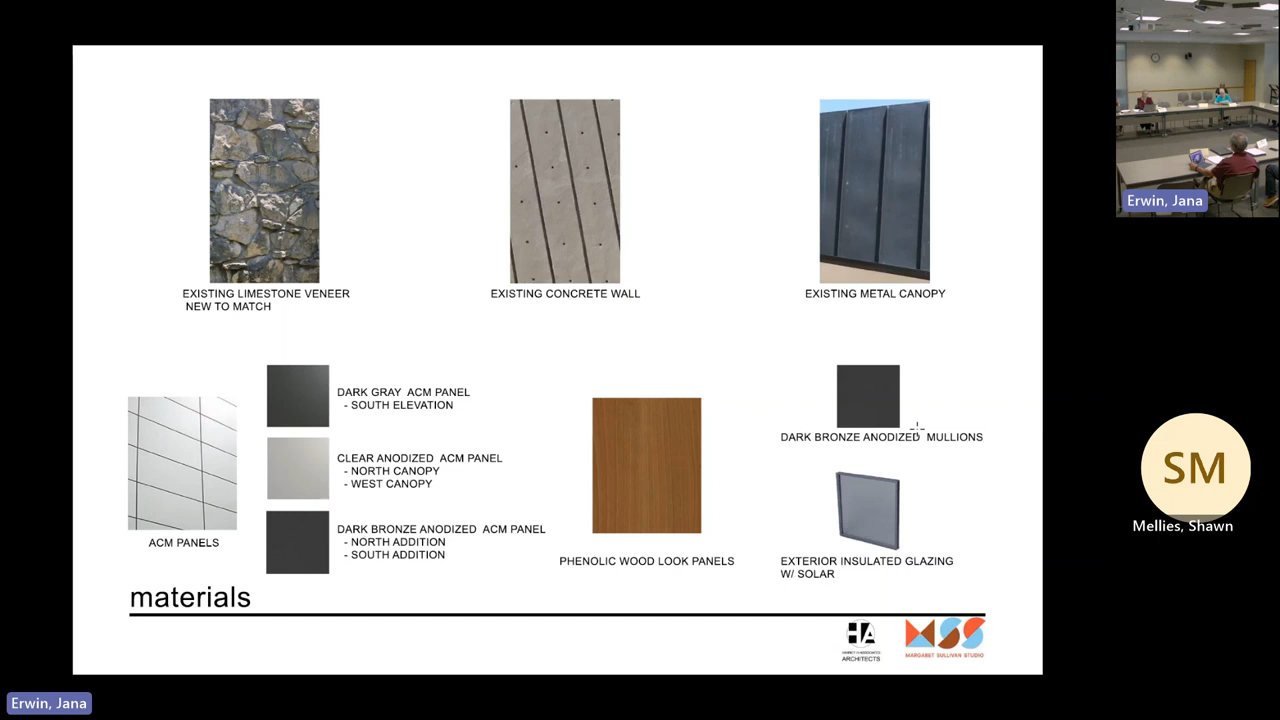 EXISTING LIMESTONE VENEER
NEW TO MATCH
EXISTING CONCRETE WALL
EXISTING METAL CANOPY
DARK GRAY ACM PANEL
- SOUTH ELEVATION
CLEAR ANODIZED ACM PANEL
- NORTH CANOPY
- WEST CANOPY
DARK BRONZE ANODIZED ACM PANEL
- NORTH ADDITION
- SOUTH ADDITION
ACM PANELS
PHENOLIC WOOD LOOK PANELS
DARK BRONZE ANODIZED MULLIONS
EXTERIOR INSULATED GLAZING
W/ SOLAR
materials
HA
ARCHITECTS
MSS
MARGARET SULLIVAN STUDIO
Erwin, Jana
SM
Mellies, Shawn
Erwin, Jana